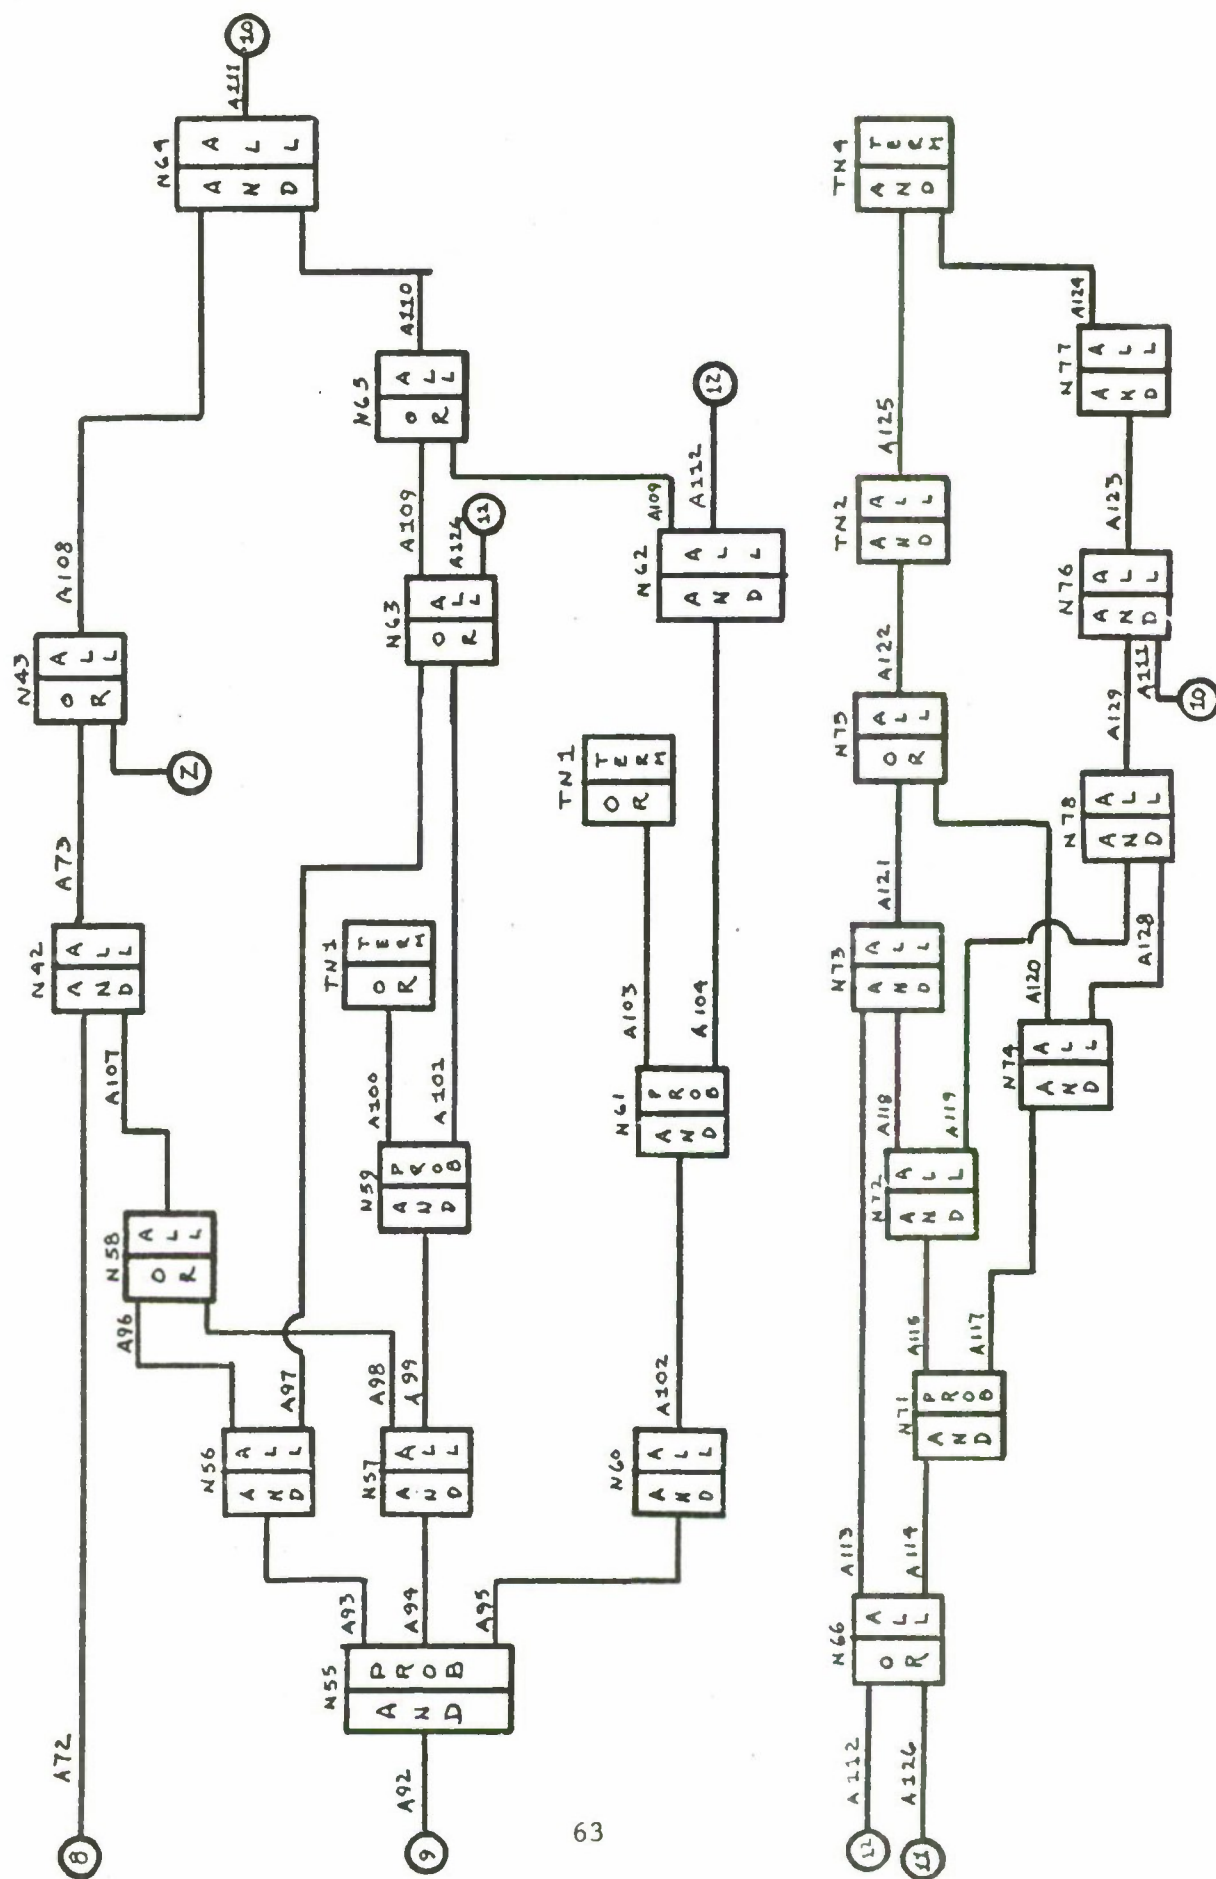 8
A72
N42
AND
ALL
A73
N43
OR
ALL
Z
A108
N64
AND
ALL
A111
10
A107
N58
OR
ALL
A96
N56
AND
ALL
A97
A98
A99
9
A92
N55
AND
PROB
A93
A94
A95
N57
AND
ALL
N59
AND
PROB
A100
A101
TN1
OR
TERM
N63
OR
ALL
A109
A126
11
N65
OR
ALL
A110
N60
AND
ALL
A102
N61
AND
PROB
A103
A104
TN1
OR
TERM
N62
AND
ALL
A109
A112
12
63
12
A112
11
A126
N66
OR
ALL
A113
A114
N71
AND
PROB
A116
A117
N72
AND
ALL
A118
A119
N73
AND
ALL
A121
N74
AND
ALL
A120
A128
N75
OR
ALL
A122
TN2
AND
ALL
A125
TN4
AND
TERM
N78
AND
ALL
A129
A111
10
N76
AND
ALL
A123
N77
AND
ALL
A124